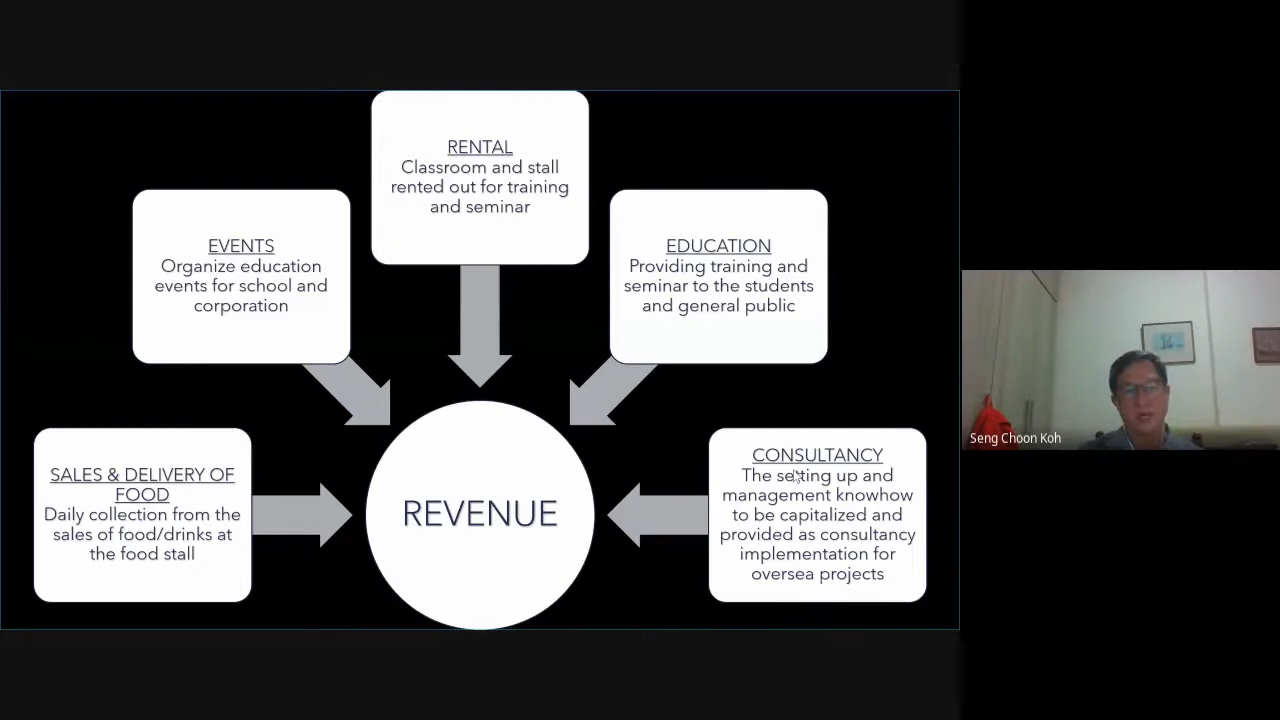 RENTAL
Classroom and stall
rented out for training
and seminar
EVENTS
Organize education
events for school and
corporation
EDUCATION
Providing training and
seminar to the students
and general public
SALES & DELIVERY OF
FOOD
Daily collection from the
sales of food/drinks at
the food stall
REVENUE
CONSULTANCY
The setting up and
management knowhow
to be capitalized and
provided as consultancy
implementation for
oversea projects
Seng Choon Koh